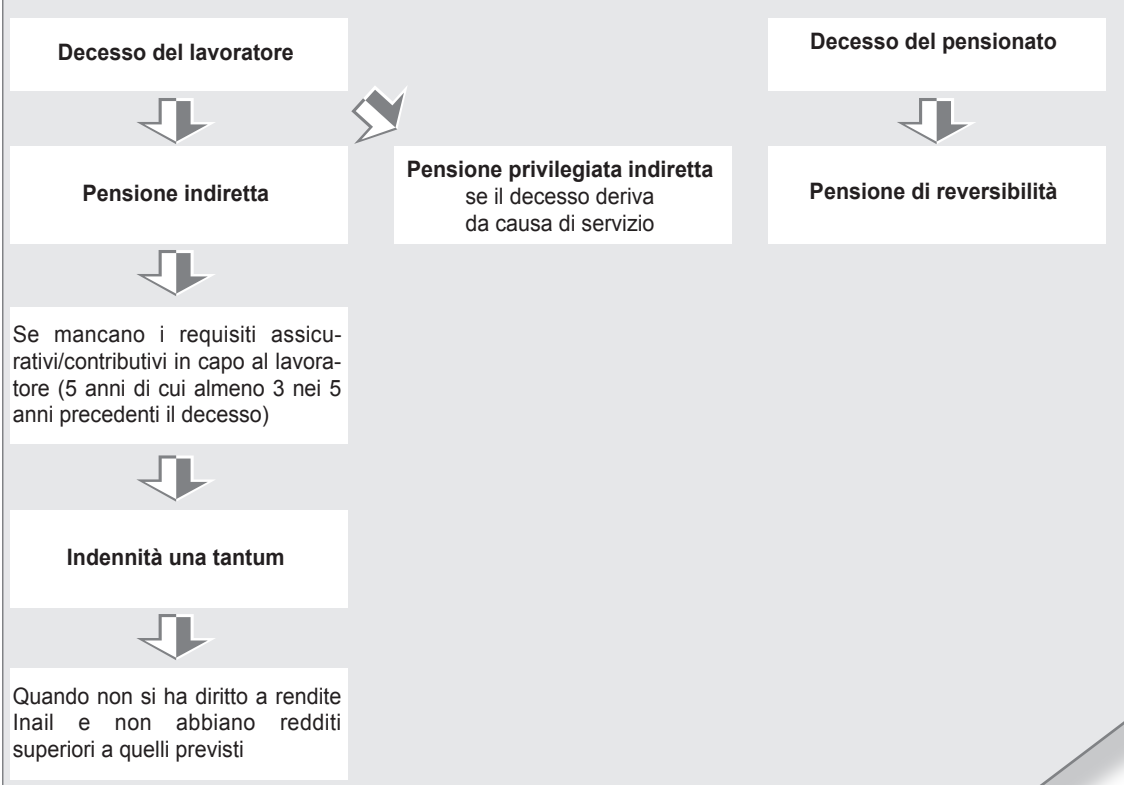 Decesso del lavoratore
Decesso del pensionato
Pensione indiretta
Pensione privilegiata indiretta
se il decesso deriva
da causa di servizio
Pensione di reversibilità
Se mancano i requisiti assicu-
rativi/contributivi in capo al lavora-
tore (5 anni di cui almeno 3 nei 5
anni precedenti il decesso)
Indennità una tantum
Quando non si ha diritto a rendite
Inail e non abbiano redditi
superiori a quelli previsti